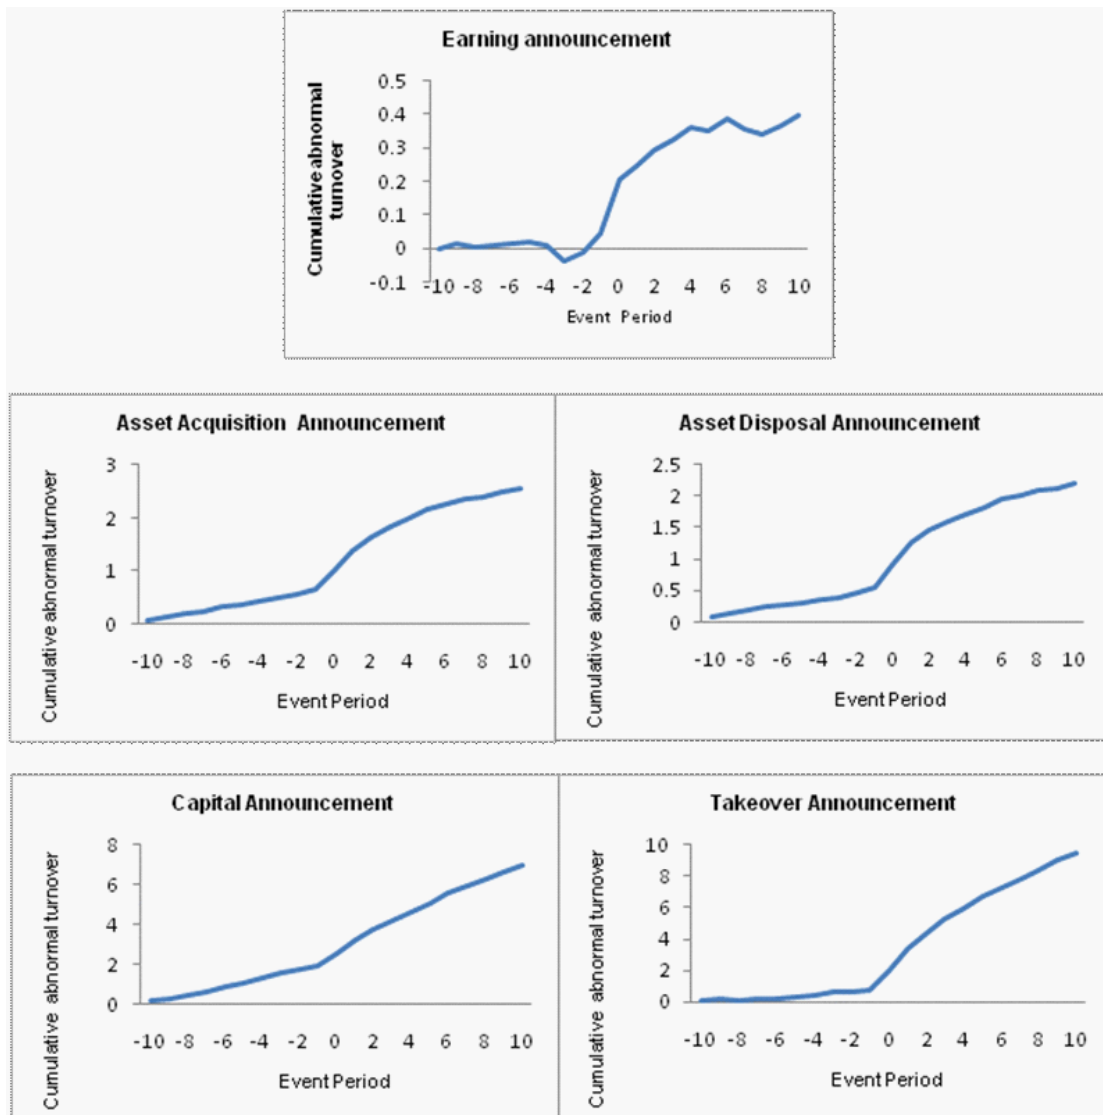 Earning announcement
Cumulative abnormal
turnover
0.5
0.4
0.3
0.2
0.1
0
-0.1
-10 -8 -6 -4 -2 0 2 4 6 8 10
Event Period
Asset Acquisition Announcement
Cumulative abnormal turnover
3
2
1
0
-10 -8 -6 -4 -2 0 2 4 6 8 10
Event Period
Asset Disposal Announcement
Cumulative abnormal turnover
2.5
2
1.5
1
0.5
0
-10 -8 -6 -4 -2 0 2 4 6 8 10
Event Period
Capital Announcement
Cumulative abnormal turnover
8
6
4
2
0
-10 -8 -6 -4 -2 0 2 4 6 8 10
Event Period
Takeover Announcement
Cumulative abnormal turnover
10
8
6
4
2
0
-10 -8 -6 -4 -2 0 2 4 6 8 10
Event Period